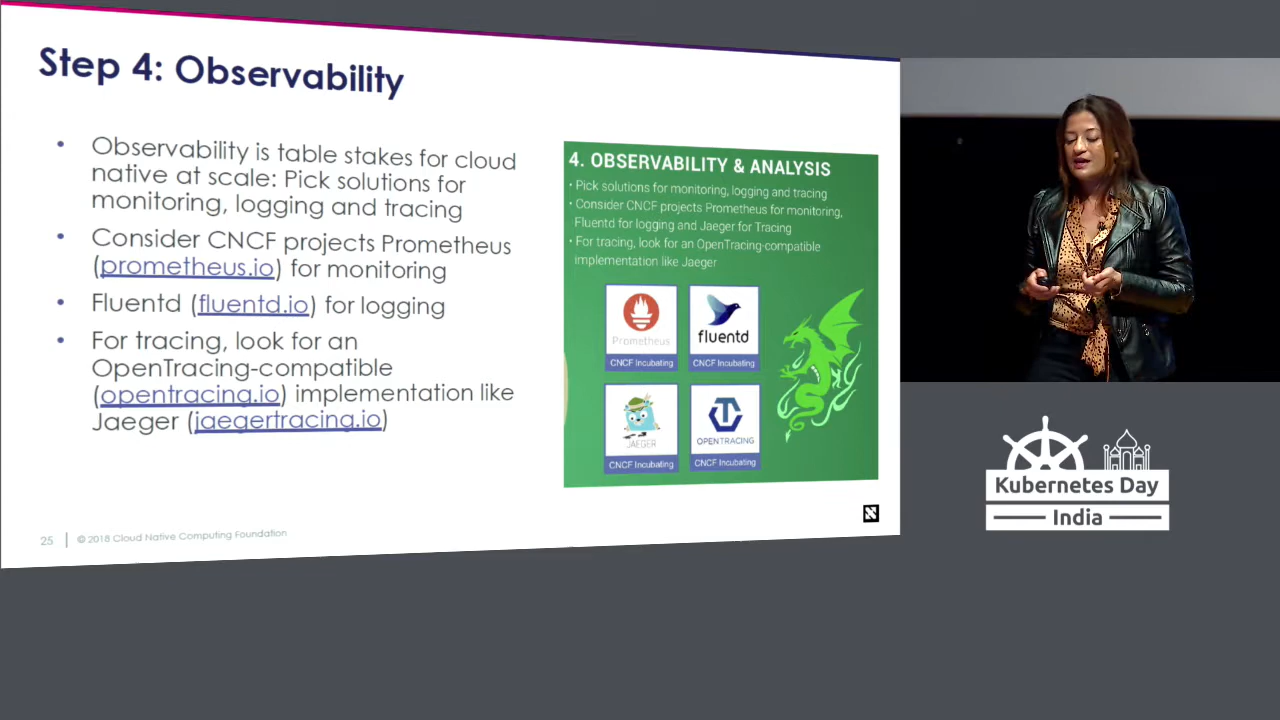 Step 4: Observability
• Observability is table stakes for cloud
native at scale: Pick solutions for
monitoring, logging and tracing
• Consider CNCF projects Prometheus
(prometheus.io) for monitoring
• Fluentd (fluentd.io) for logging
• For tracing, look for an
OpenTracing-compatible
(opentracing.io) implementation like
Jaeger (jaegertracing.io)
4. OBSERVABILITY & ANALYSIS
• Pick solutions for monitoring, logging and tracing
• Consider CNCF projects Prometheus for monitoring,
Fluentd for logging and Jaeger for Tracing
• For tracing, look for an OpenTracing-compatible
implementation like Jaeger
Prometheus
CNCF Incubating
fluentd
CNCF Incubating
JAEGER
CNCF Incubating
OPENTRACING
CNCF Incubating
25 | © 2018 Cloud Native Computing Foundation
Kubernetes Day
India